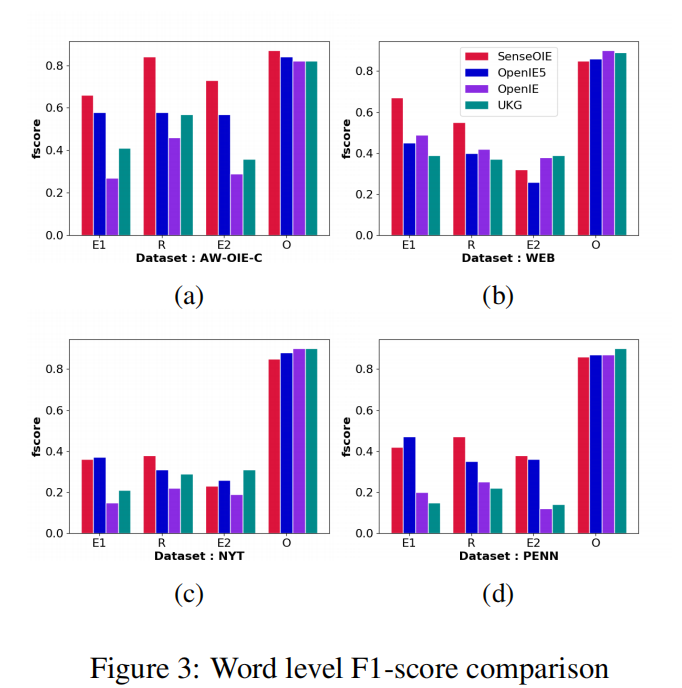 fscore
0.8
0.6
0.4
0.2
0.0
E1 R E2 O
Dataset : AW-OIE-C
(a)
fscore
0.8
0.6
0.4
0.2
0.0
SenseOIE
OpenIE5
OpenIE
UKG
E1 R E2 O
Dataset : WEB
(b)
fscore
0.8
0.6
0.4
0.2
0.0
E1 R E2 O
Dataset : NYT
(c)
fscore
0.8
0.6
0.4
0.2
0.0
E1 R E2 O
Dataset : PENN
(d)
Figure 3: Word level F1-score comparison